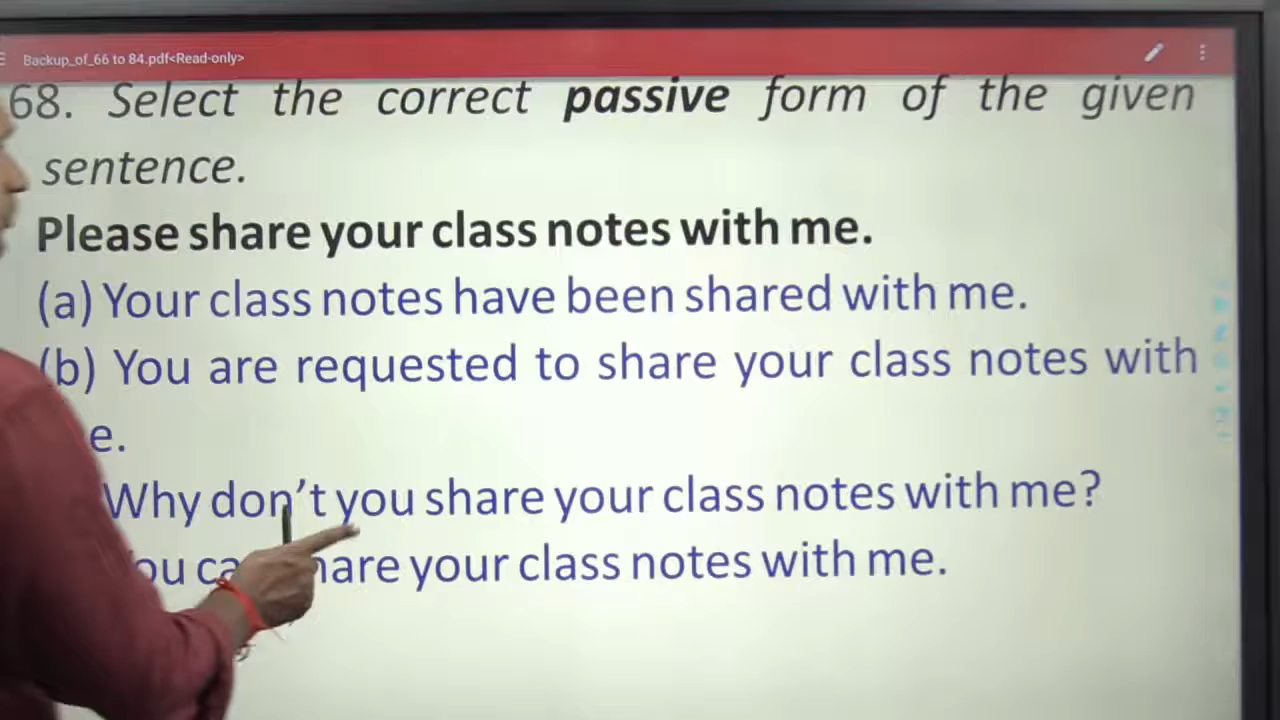 Backup_of_66 to 84.pdf<Read-only>
68. Select the correct passive form of the given
sentence.
Please share your class notes with me.
(a) Your class notes have been shared with me.
(b) You are requested to share your class notes with
e.
Why don't you share your class notes with me?
your class notes with me.